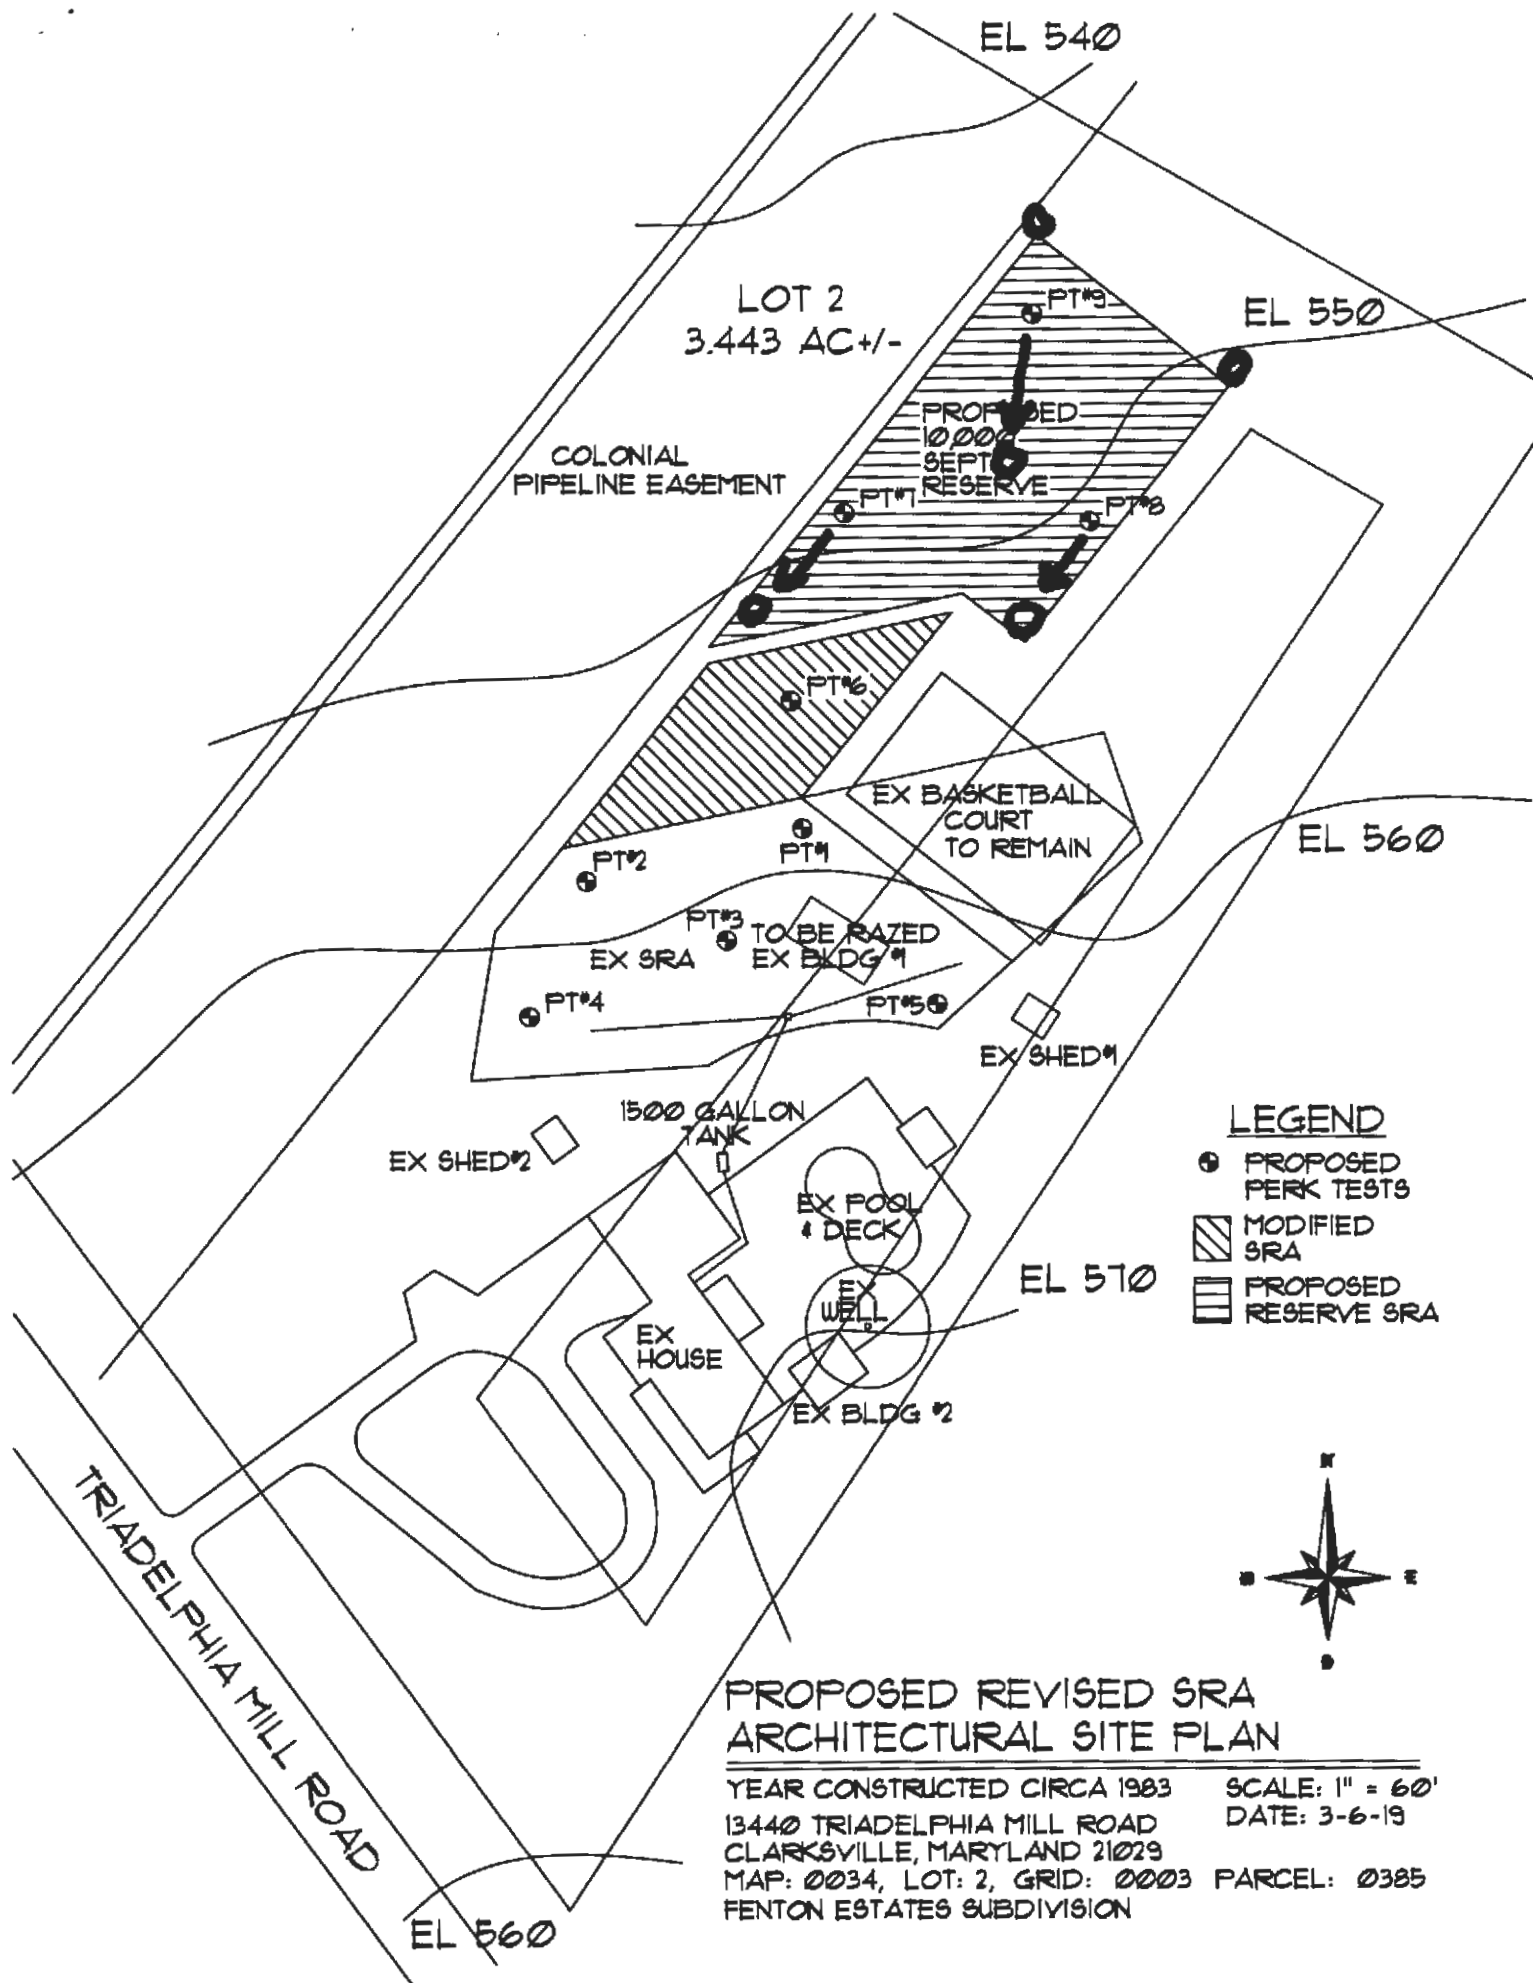 EL 540
LOT 2
3.443 AC+/-
EL 550
PT#9
COLONIAL
PIPELINE EASEMENT
PROPOSED
10,000
SEPT
RESERVE
PT#7
PT#8
PT#6
EX BASKETBALL
COURT
TO REMAIN
EL 560
PT#1
PT#2
PT#3
TO BE RAZED
EX BLDG #1
EX SRA
PT#4
PT#5
EX SHED#1
1500 GALLON
TANK
EX SHED#2
LEGEND
PROPOSED
PERK TESTS
MODIFIED
SRA
PROPOSED
RESERVE SRA
EX POOL
& DECK
EL 570
EX
WELL
EX
HOUSE
EX BLDG #2
N
E
TRIADELPHIA MILL ROAD
PROPOSED REVISED SRA
ARCHITECTURAL SITE PLAN
YEAR CONSTRUCTED CIRCA 1983 SCALE: 1" = 60'
13440 TRIADELPHIA MILL ROAD DATE: 3-6-19
CLARKSVILLE, MARYLAND 21029
MAP: 0034, LOT: 2, GRID: 0003 PARCEL: 0385
FENTON ESTATES SUBDIVISION
EL 560